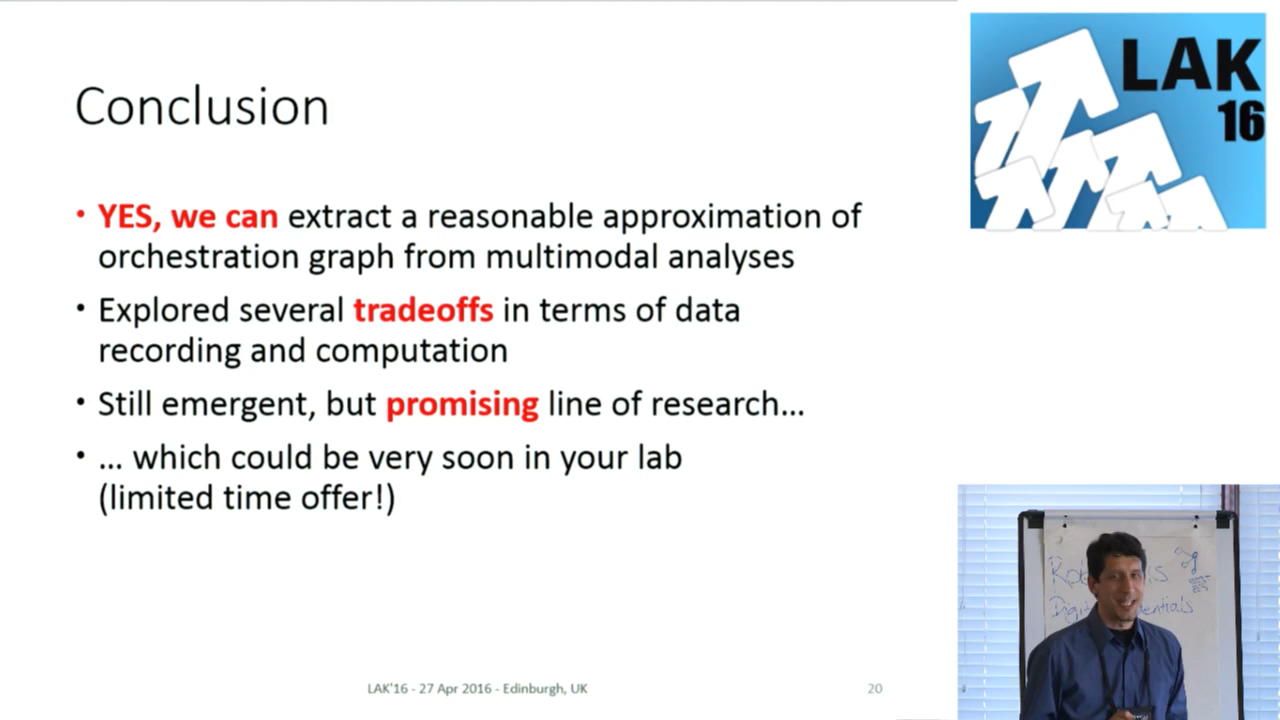 Conclusion
• YES, we can extract a reasonable approximation of
orchestration graph from multimodal analyses
• Explored several tradeoffs in terms of data
recording and computation
• Still emergent, but promising line of research...
• ... which could be very soon in your lab
(limited time offer!)
LAK'16 - 27 Apr 2016 - Edinburgh, UK
20
LAK
16